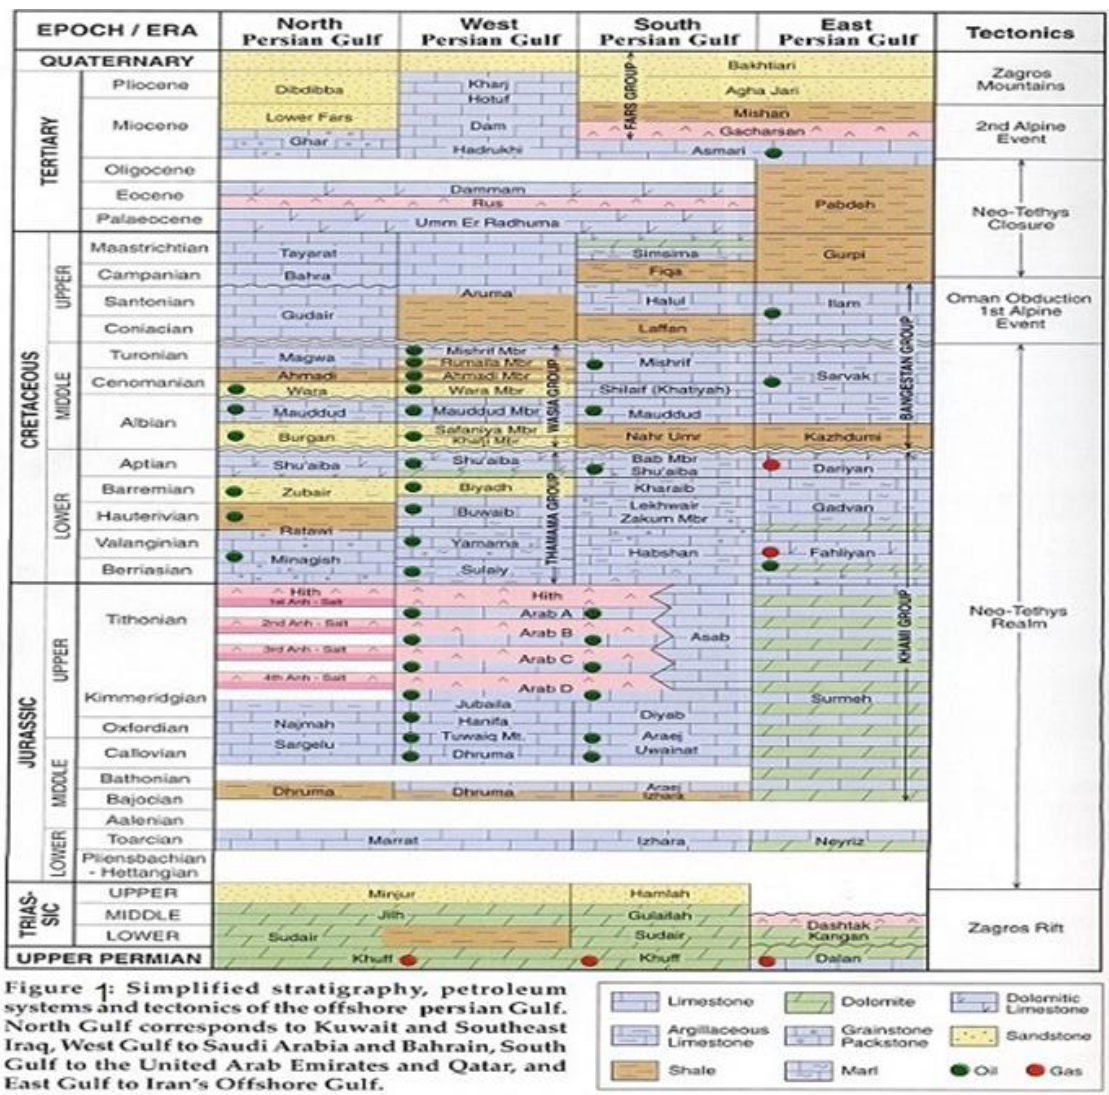 EPOCH / ERA
North
Persian Gulf
West
Persian Gulf
South
Persian Gulf
East
Persian Gulf
Tectonics
QUATERNARY
TERTIARY
Pliocene
Miocene
Oligocene
Eocene
Palaeocene
CRETACEOUS
UPPER
Maastrichtian
Campanian
Santonian
Coniacian
MIDDLE
Turonian
Cenomanian
Albian
LOWER
Aptian
Barremian
Hauterivian
Valanginian
Berriasian
JURASSIC
UPPER
Tithonian
Kimmeridgian
Oxfordian
MIDDLE
Callovian
Bathonian
Bajocian
Aalenian
LOWER
Toarcian
Pliensbachian
- Hettangian
TRIAS-
SIC
UPPER
MIDDLE
LOWER
UPPER PERMIAN
Dibdibba
Lower Fars
Ghar
Kharj
Hofuf
Dam
Hadrukhi
FARS GROUP
Bakhtiari
Agha Jari
Mishan
Gacharsan
Asmari
Dammam
Rus
Umm Er Radhuma
Pabdeh
Gurpi
Tayarat
Bahra
Gudair
Aruma
Simsima
Fiqa
Halul
Laffan
Ilam
BANGESTAN GROUP
Magwa
Ahmadi
Wara
Mauddud
Burgan
Mishrif Mbr
Rumaila Mbr
Ahmadi Mbr
Wara Mbr
Mauddud Mbr
Safaniya Mbr
Khafji Mbr
WASIA GROUP
Mishrif
Shilaif (Khatiyah)
Mauddud
Nahr Umr
Sarvak
Kazhdumi
Shu'aiba
Zubair
Ratawi
Minagish
Shu'aiba
Biyadh
Buwaib
Yamama
Sulaiy
THAMAMA GROUP
Bab Mbr
Shu'aiba
Kharaib
Lekhwair
Zakum Mbr
Habshan
Dariyan
Gadvan
Fahliyan
KHAMI GROUP
Hith
1st Anh - Salt
2nd Anh - Salt
3rd Anh - Salt
4th Anh - Salt
Hith
Arab A
Arab B
Arab C
Arab D
Asab
Surmeh
Najmah
Sargelu
Jubaila
Hanifa
Tuwaiq Mt.
Dhruma
Diyab
Araej
Uwainat
Dhruma
Dhruma
Araej
Izhara
Marrat
Izhara
Neyriz
Minjur
Jilh
Sudair
Khuff
Hamlah
Gulailah
Sudair
Khuff
Dashtak
Kangan
Dalan
Zagros
Mountains
2nd Alpine
Event
Neo-Tethys
Closure
Oman Obduction
1st Alpine
Event
Neo-Tethys
Realm
Zagros Rift
Figure 1: Simplified stratigraphy, petroleum
systems and tectonics of the offshore persian Gulf.
North Gulf corresponds to Kuwait and Southeast
Iraq, West Gulf to Saudi Arabia and Bahrain, South
Gulf to the United Arab Emirates and Qatar, and
East Gulf to Iran's Offshore Gulf.
Limestone
Dolomite
Dolomitic
Limestone
Argillaceous
Limestone
Grainstone
Packstone
Sandstone
Shale
Marl
Oil
Gas